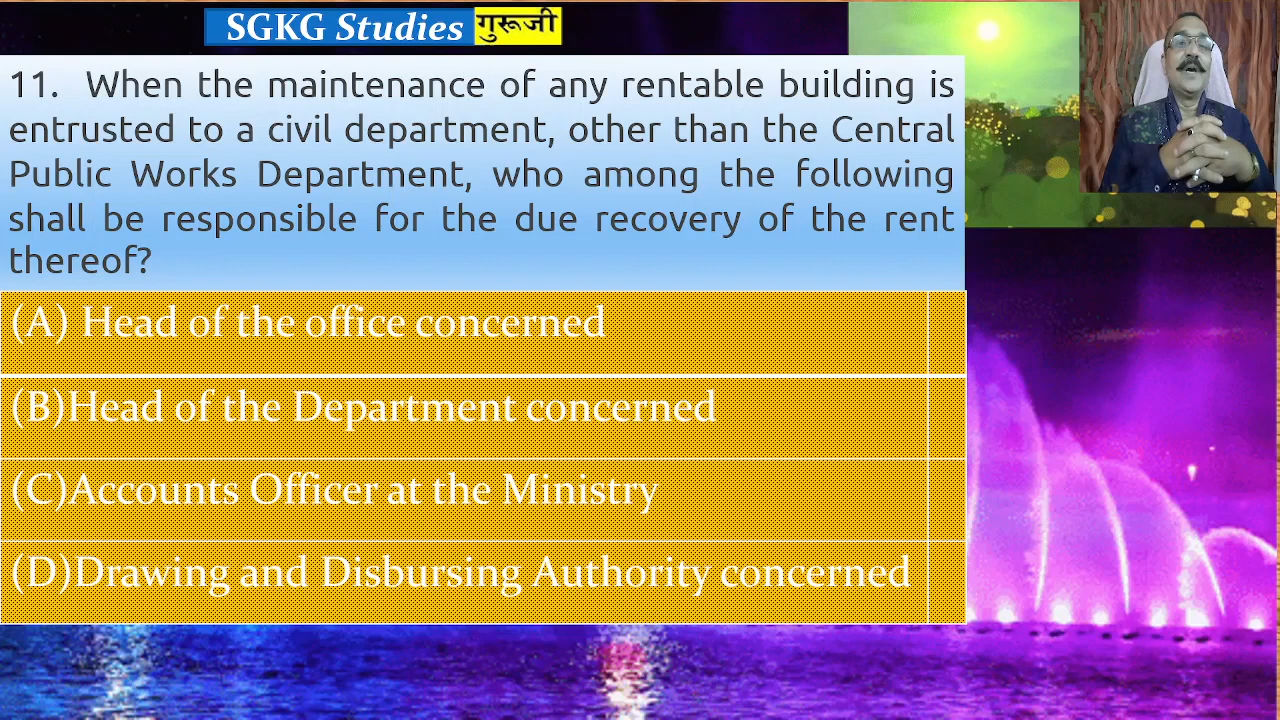 SGKG Studies गुरूजी
11. When the maintenance of any rentable building is
entrusted to a civil department, other than the Central
Public Works Department, who among the following
shall be responsible for the due recovery of the rent
thereof?
(A) Head of the office concerned
(B)Head of the Department concerned
(C)Accounts Officer at the Ministry
(D)Drawing and Disbursing Authority concerned